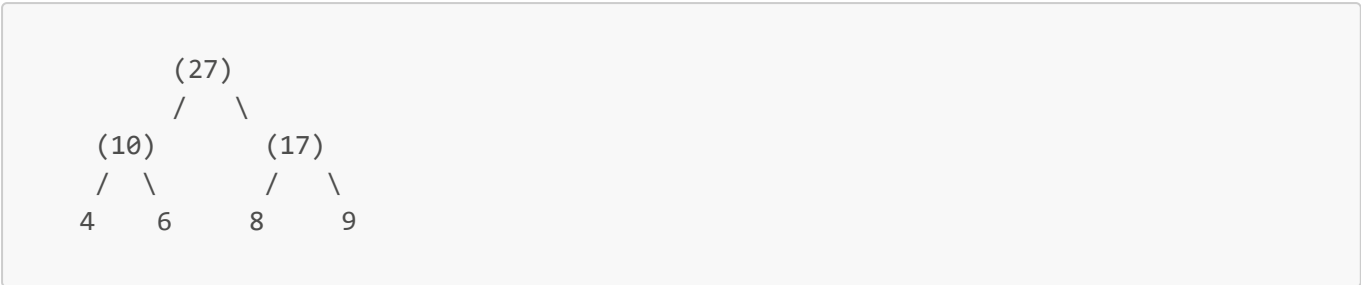 (27)
/ \
(10) (17)
/ \ / \
4 6 8 9